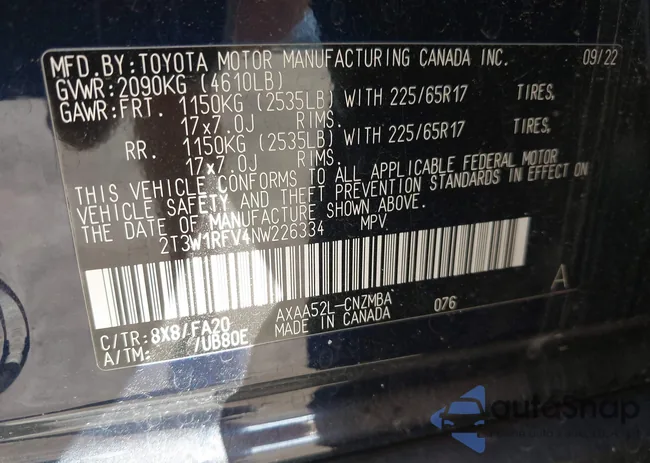 MFD. BY: TOYOTA MOTOR MANUFACTURING CANADA INC. 09/22
GVWR: 2090KG (4610LB)
GAWR: FRT. 1150KG (2535LB) WITH 225/65R17 TIRES,
17x7.0J RIMS.
RR. 1150KG (2535LB) WITH 225/65R17 TIRES,
17x7.0J RIMS.
THIS VEHICLE CONFORMS TO ALL APPLICABLE FEDERAL MOTOR
VEHICLE SAFETY AND THEFT PREVENTION STANDARDS IN EFFECT ON
THE DATE OF MANUFACTURE SHOWN ABOVE.
2T3W1RFV4NW226334 MPV
A
C/TR: 8X8/FA20 AXAA52L-CNZMBA 076
A/TM: /UB80E MADE IN CANADA
autoSnap